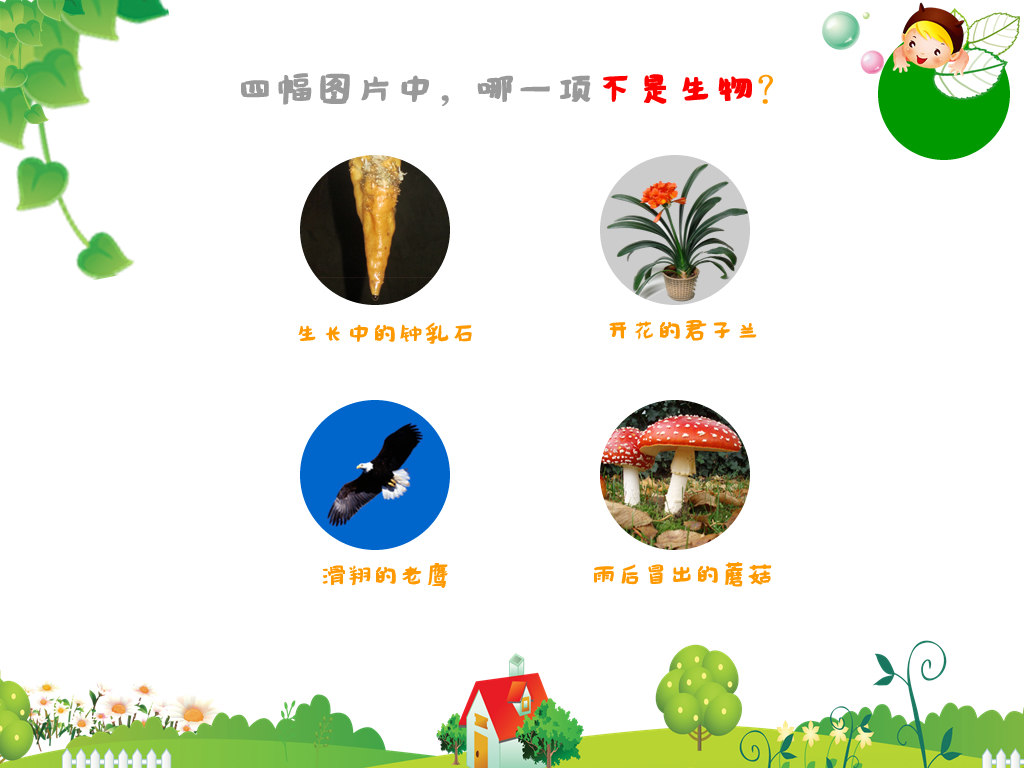 四幅图片中，哪一项不是生物？
生长中的钟乳石
开花的君子兰
滑翔的老鹰
雨后冒出的蘑菇